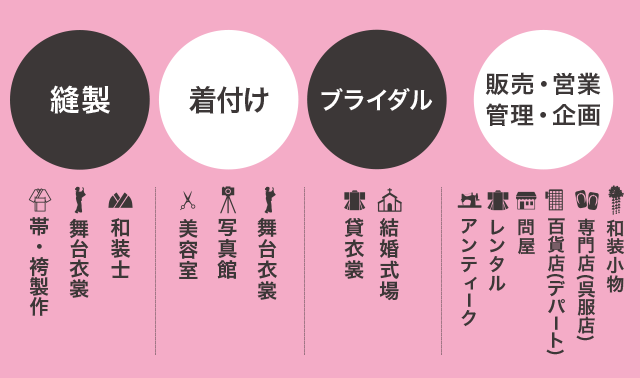 縫製
着付け
ブライダル
販売・営業
管理・企画
和装士
舞台衣裳
帯・袴製作
舞台衣裳
写真館
美容室
結婚式場
貸衣裳
和装小物
専門店(呉服店)
百貨店(デパート)
問屋
レンタル
アンティーク